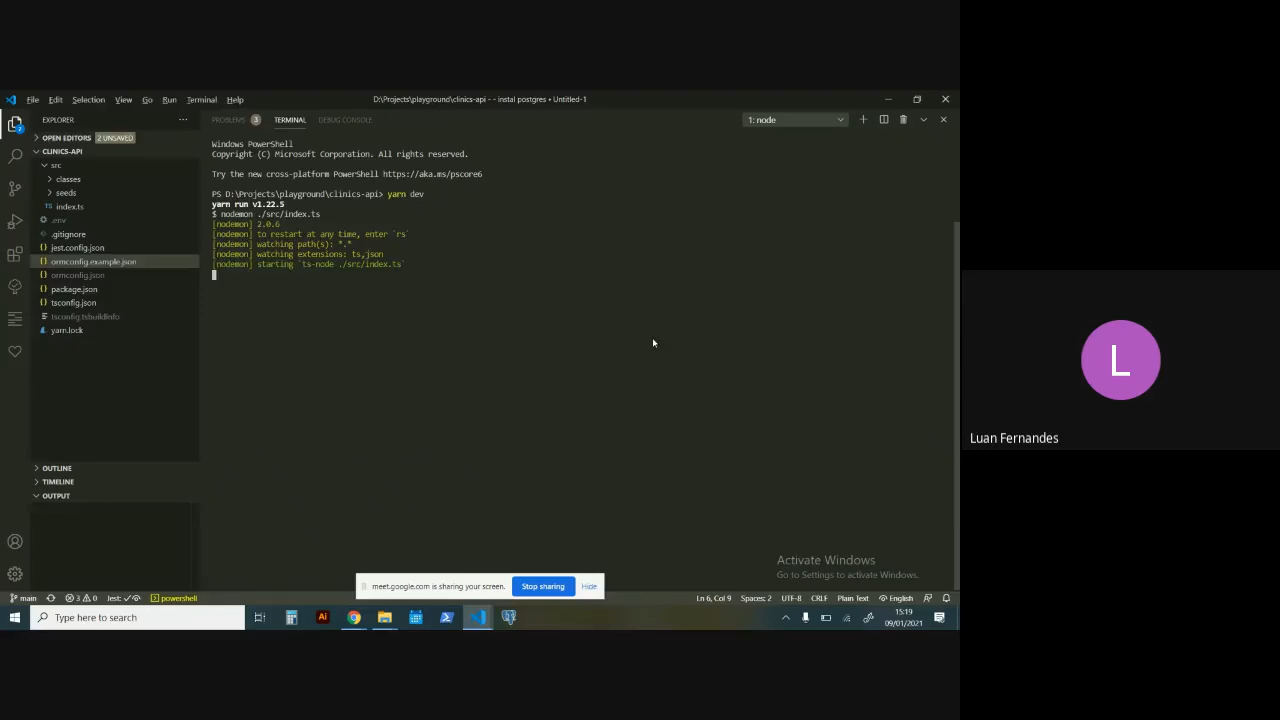 File Edit Selection View Go Run Terminal Help
D:\Projects\playground\clinics-api - - instal postgres • Untitled-1
EXPLORER
PROBLEMS 3 TERMINAL DEBUG CONSOLE
1: node
OPEN EDITORS 2 UNSAVED
CLINICS-API
src
classes
seeds
index.ts
.env
.gitignore
jest.config.json
ormconfig.example.json
ormconfig.json
package.json
tsconfig.json
tsconfig.tsbuildinfo
yarn.lock
OUTLINE
TIMELINE
OUTPUT
Windows PowerShell
Copyright (C) Microsoft Corporation. All rights reserved.
Try the new cross-platform PowerShell https://aka.ms/pscore6
PS D:\Projects\playground\clinics-api> yarn dev
yarn run v1.22.5
$ nodemon ./src/index.ts
[nodemon] 2.0.6
[nodemon] to restart at any time, enter `rs`
[nodemon] watching path(s): *.*
[nodemon] watching extensions: ts,json
[nodemon] starting `ts-node ./src/index.ts`
Activate Windows
Go to Settings to activate Windows.
meet.google.com is sharing your screen. Stop sharing Hide
main 3 0 Jest: powershell
Ln 6, Col 9 Spaces: 2 UTF-8 CRLF Plain Text English
Type here to search
Ai
15:19
09/01/2021
L
Luan Fernandes